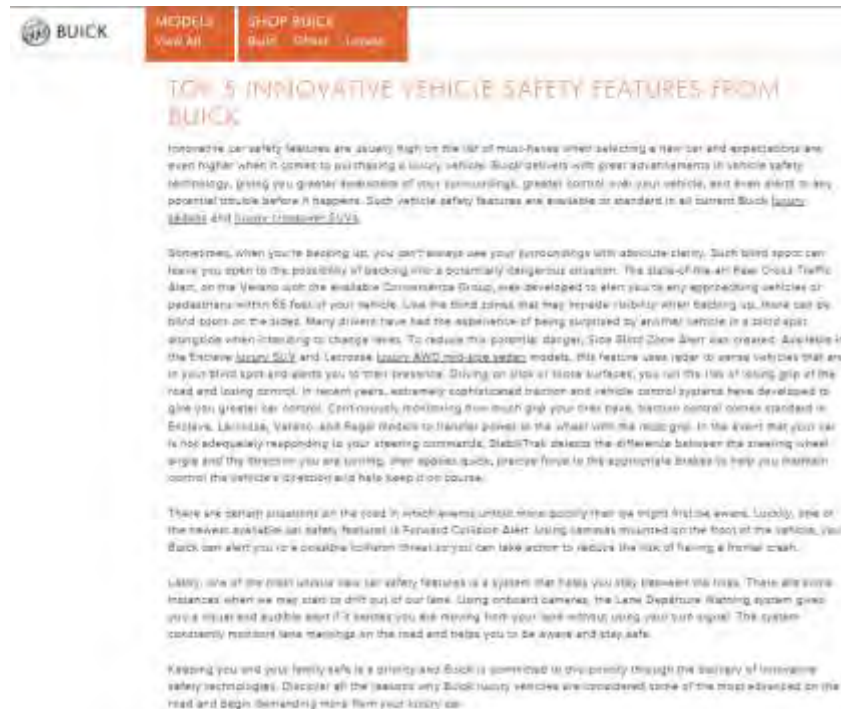 BUICK
MODELS
View All
SHOP BUICK
Build Offers Locate
TOP 5 INNOVATIVE VEHICLE SAFETY FEATURES FROM
BUICK
Innovative car safety features are usually high on the list of must-haves when selecting a new car and expectations are
even higher when it comes to purchasing a luxury vehicle. Buick delivers with great advancements in vehicle safety
technology, giving you greater awareness of your surroundings, greater control over your vehicle, and even alerts to any
potential trouble before it happens. Such vehicle safety features are available or standard in all current Buick luxury
sedans and luxury crossover SUVs.
Sometimes, when you're backing up, you can't always see your surroundings with absolute clarity. Such blind spots can
leave you open to the possibility of backing into a potentially dangerous situation. The state-of-the-art Rear Cross Traffic
Alert, on the Verano with the available Convenience Group, was developed to alert you to any approaching vehicles or
pedestrians within 65 feet of your vehicle. Like the blind zones that may impede visibility when backing up, there can be
blind spots on the sides. Many drivers have had the experience of being surprised by another vehicle in a blind spot
alongside when intending to change lanes. To reduce this potential danger, Side Blind Zone Alert was created. Available in
the Enclave luxury SUV and Lacrosse luxury AWD mid-size sedan models, this feature uses radar to sense vehicles that are
in your blind spot and alerts you to their presence. Driving on slick or loose surfaces, you run the risk of losing grip of the
road and losing control. In recent years, extremely sophisticated traction and vehicle control systems have developed to
give you greater car control. Continuously monitoring how much grip your tires have, traction control comes standard in
Enclave, Lacrosse, Verano, and Regal models to transfer power to the wheel with the most grip. In the event that your car
is not adequately responding to your steering commands, StabiliTrak detects the difference between the steering wheel
angle and the direction you are turning, then applies quick, precise force to the appropriate brakes to help you maintain
control the vehicle's direction and help keep it on course.
There are certain situations on the road in which events unfold more quickly than we might first be aware. Luckily, one of
the newest available car safety features is Forward Collision Alert. Using cameras mounted on the front of the vehicle, your
Buick can alert you to a possible collision threat so you can take action to reduce the risk of having a frontal crash.
Lastly, one of the most unique new car safety features is a system that helps you stay between the lines. There are some
instances when we may start to drift out of our lane. Using onboard cameras, the Lane Departure Warning system gives
you a visual and audible alert if it senses you are moving from your lane without using your turn signal. The system
constantly monitors lane markings on the road and helps you to be aware and stay safe.
Keeping you and your family safe is a priority and Buick is committed to this priority through the delivery of innovative
safety technologies. Discover all the reasons why Buick luxury vehicles are considered some of the most advanced on the
road and begin demanding more from your luxury car.